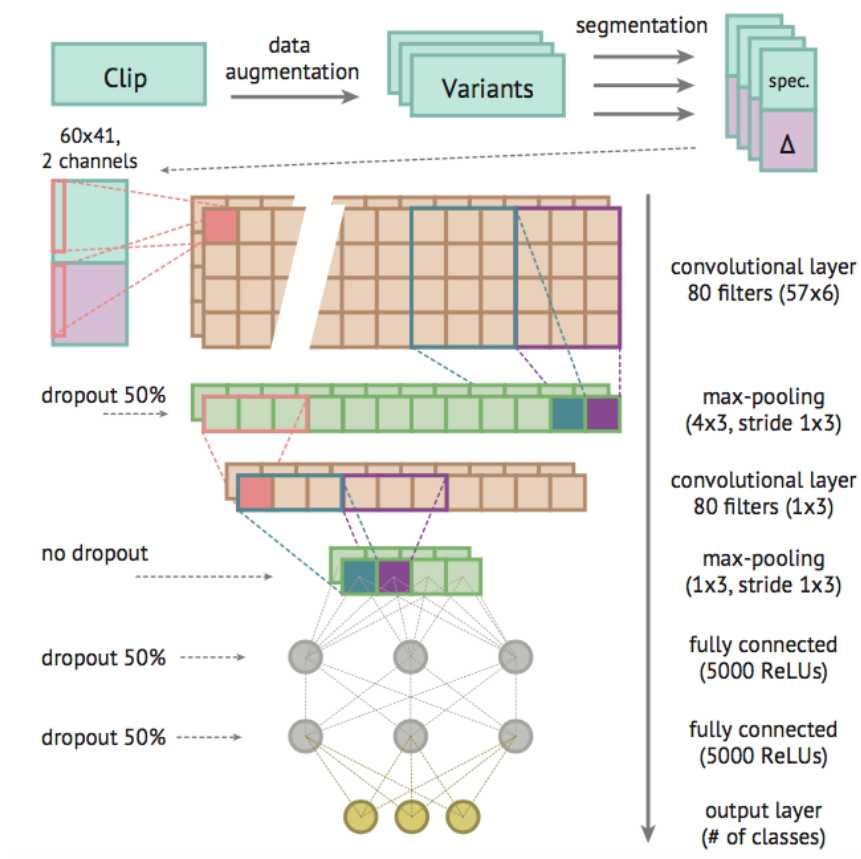 Clip
data
augmentation
Variants
segmentation
spec.
Δ
60x41,
2 channels
convolutional layer
80 filters (57x6)
dropout 50%
max-pooling
(4x3, stride 1x3)
convolutional layer
80 filters (1x3)
no dropout
max-pooling
(1x3, stride 1x3)
dropout 50%
fully connected
(5000 ReLUs)
dropout 50%
fully connected
(5000 ReLUs)
output layer
(# of classes)